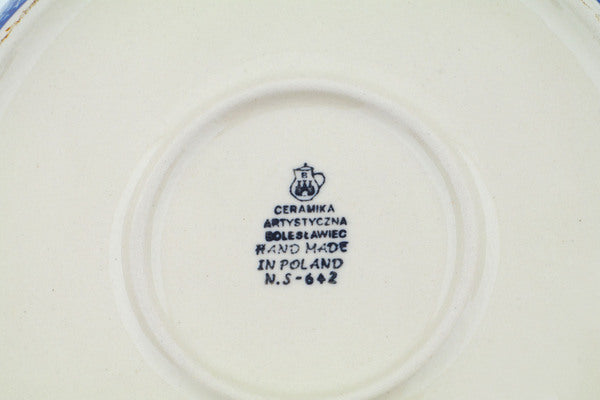 B
CERAMIKA
ARTYSTYCZNA
BOLESŁAWIEC
HAND MADE
IN POLAND
N.S-642